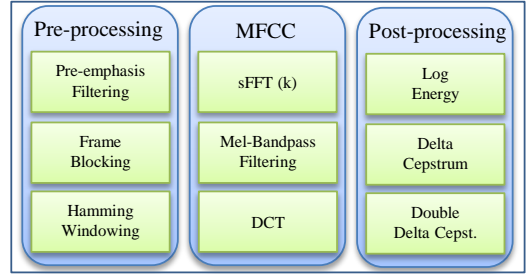 Pre-processing
Pre-emphasis
Filtering
Frame
Blocking
Hamming
Windowing
MFCC
sFFT (k)
Mel-Bandpass
Filtering
DCT
Post-processing
Log
Energy
Delta
Cepstrum
Double
Delta Cepst.